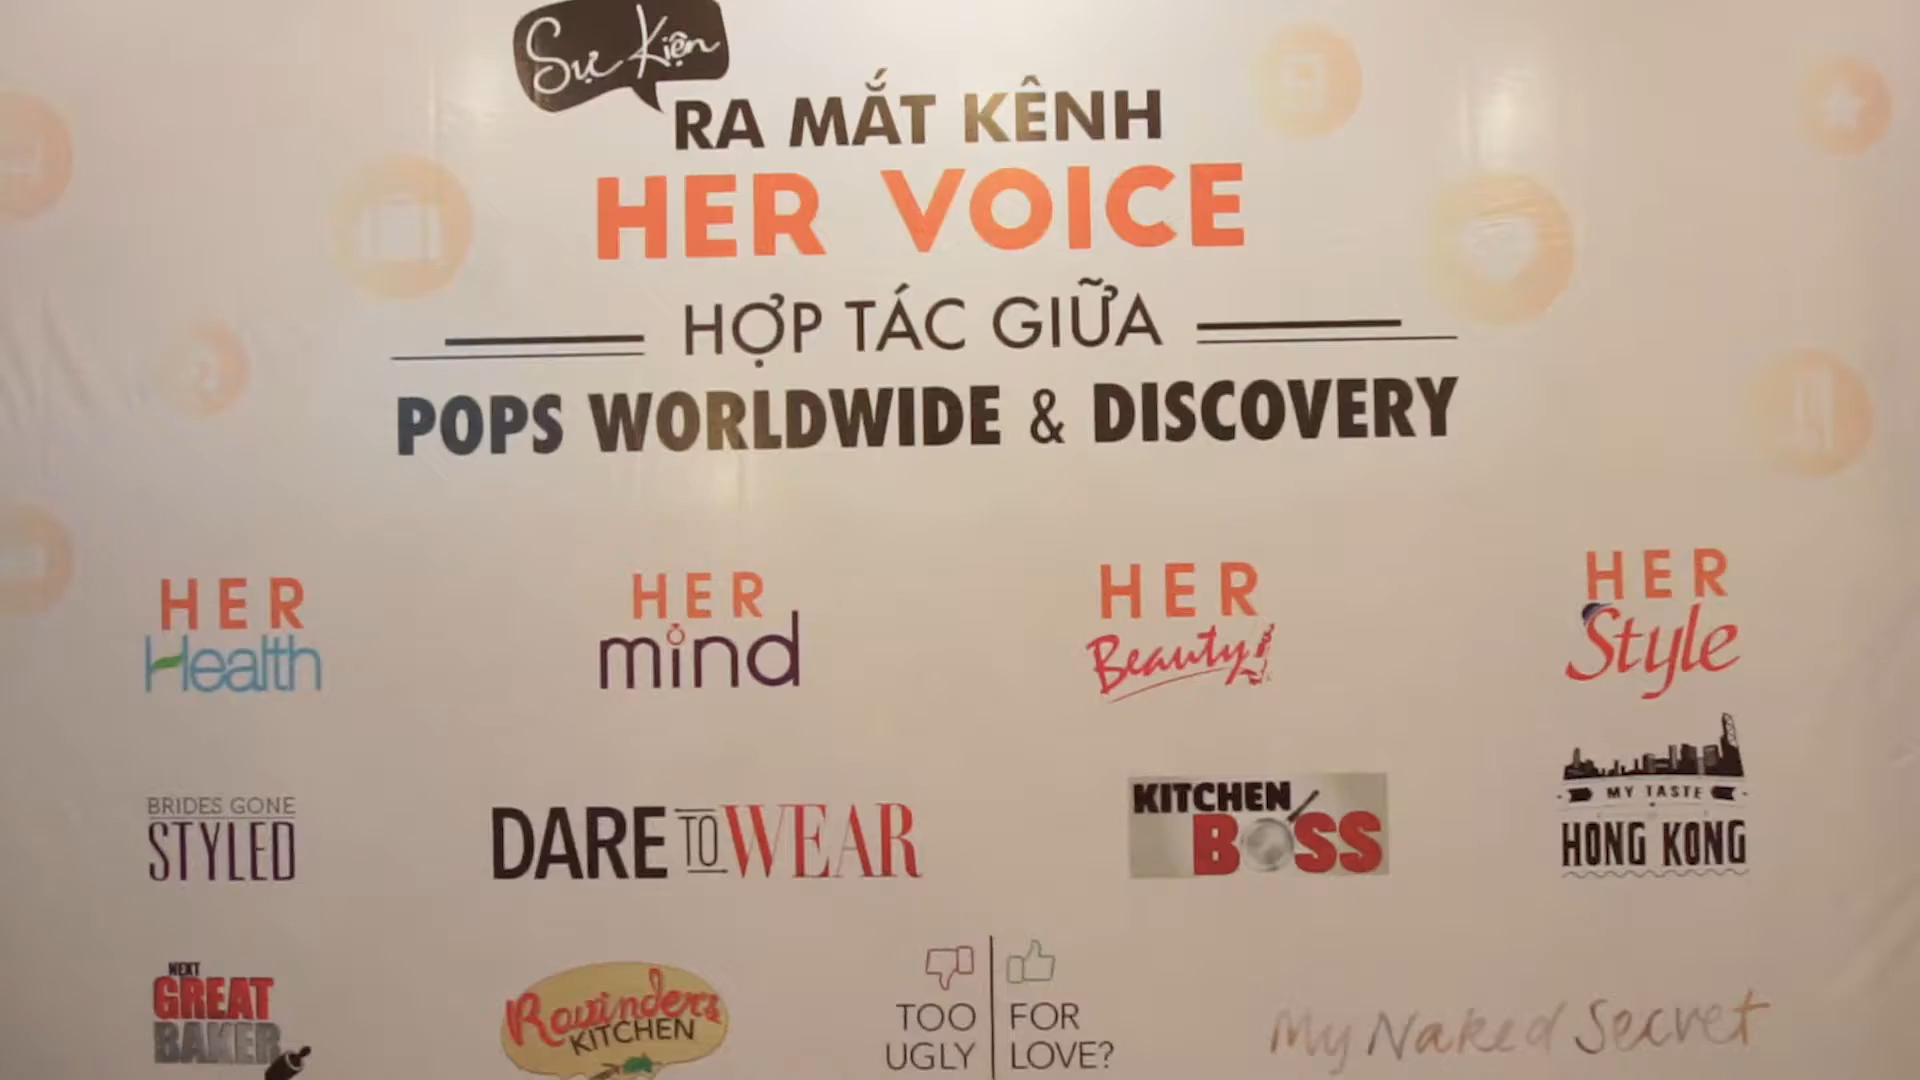 Sự Kiện
RA MẮT KÊNH
HER VOICE
HỢP TÁC GIỮA
POPS WORLDWIDE & DISCOVERY
HER
Health
HER
mind
HER
Beauty
HER
Style
BRIDES GONE
STYLED
DARE TO WEAR
KITCHEN
BOSS
MY TASTE
HONG KONG
NEXT
GREAT
BAKER
Ravinder's
KITCHEN
TOO
UGLY
FOR
LOVE?
My Naked Secret